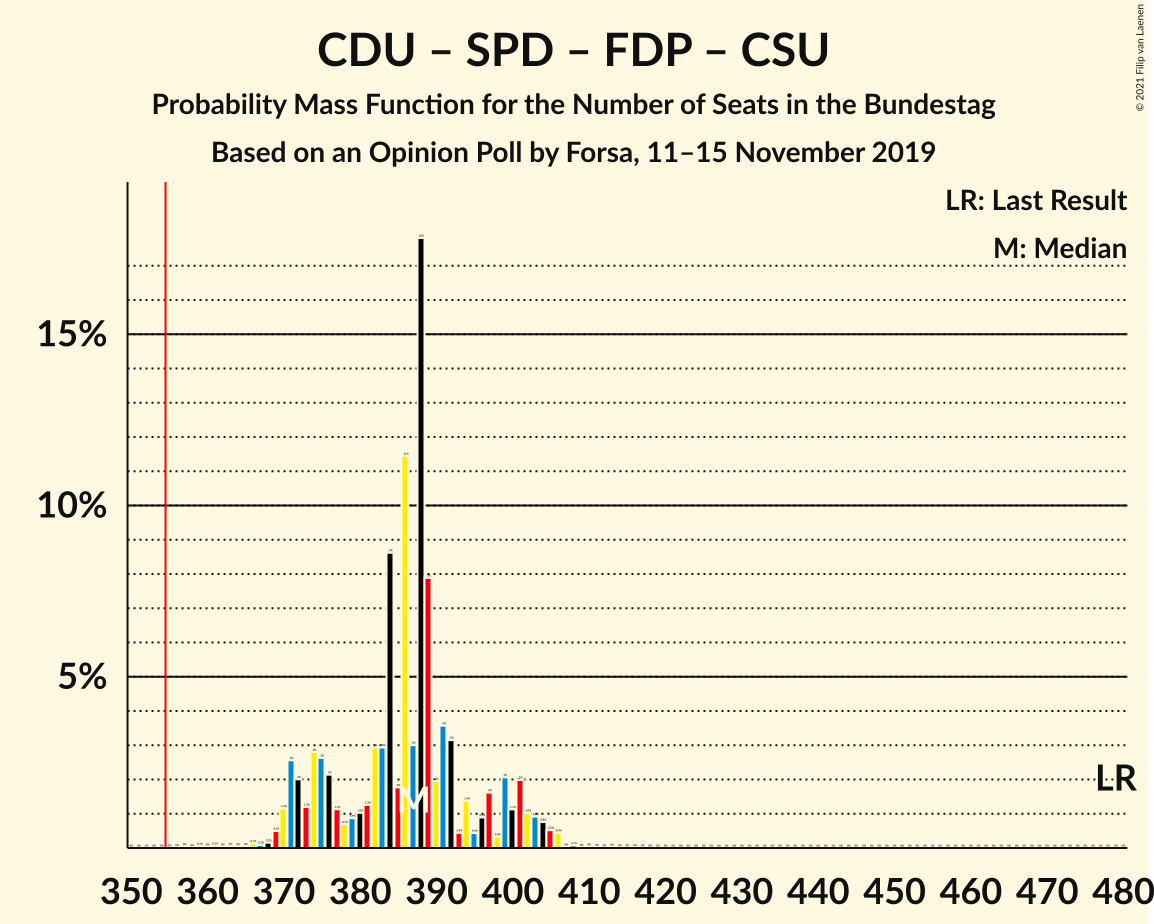 CDU – SPD – FDP – CSU
Probability Mass Function for the Number of Seats in the Bundestag
Based on an Opinion Poll by Forsa, 11–15 November 2019
© 2021 Filip van Laenen
LR: Last Result
M: Median
15%
10%
5%
M
LR
350 360 370 380 390 400 410 420 430 440 450 460 470 480